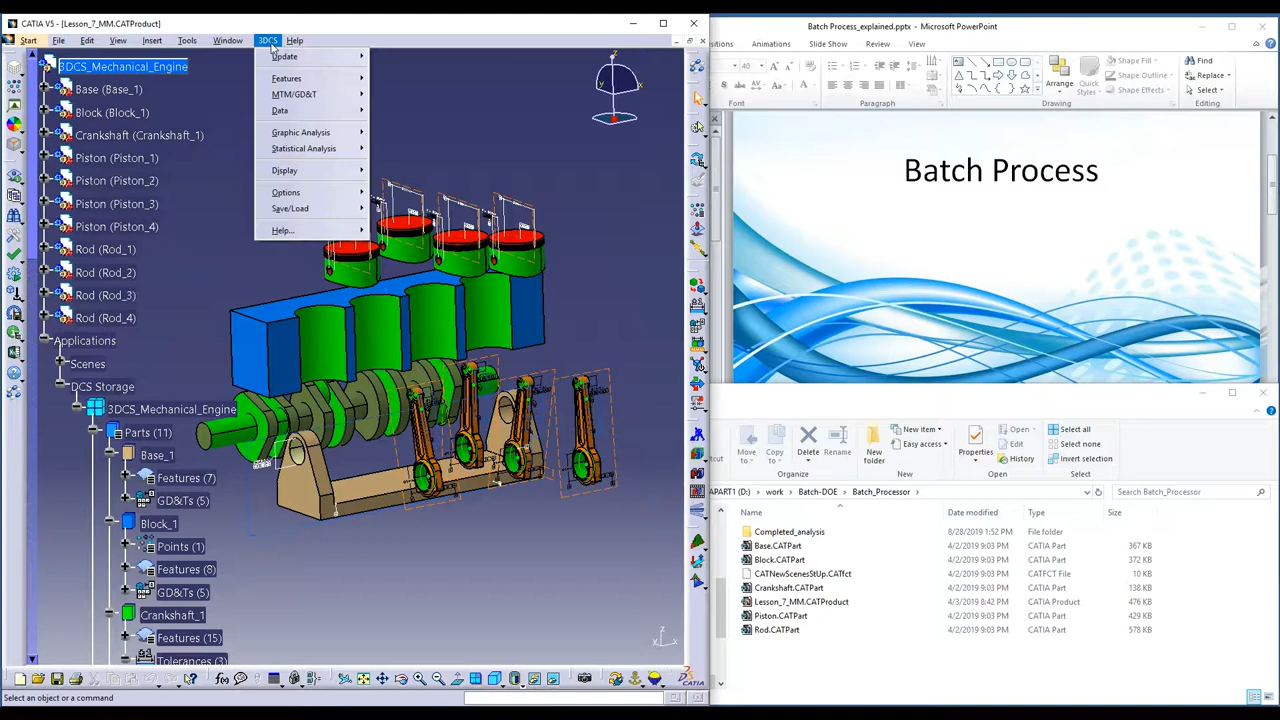 CATIA V5 - [Lesson_7_MM.CATProduct]
Start File Edit View Insert Tools Window 3DCS Help
Update
Features
MTM/GD&T
Data
Graphic Analysis
Statistical Analysis
Display
Options
Save/Load
Help...
3DCS_Mechanical_Engine
Base (Base_1)
Block (Block_1)
Crankshaft (Crankshaft_1)
Piston (Piston_1)
Piston (Piston_2)
Piston (Piston_3)
Piston (Piston_4)
Rod (Rod_1)
Rod (Rod_2)
Rod (Rod_3)
Rod (Rod_4)
Applications
Scenes
DCS Storage
3DCS_Mechanical_Engine
Parts (11)
Base_1
Features (7)
GD&Ts (5)
Block_1
Points (1)
Features (8)
GD&Ts (5)
Crankshaft_1
Features (15)
Tolerances (3)
z
y
x
z
y
x
CATIA
Select an object or a command
Batch Process_explained.pptx - Microsoft PowerPoint
Animations Slide Show Review View
40
Arrange
Quick Styles
Shape Fill
Shape Outline
Shape Effects
Find
Replace
Select
Font Paragraph Drawing Editing
Batch Process
Move to
Copy to
Delete
Rename
New folder
New item
Easy access
Properties
Open
Edit
History
Select all
Select none
Invert selection
Organize New Open Select
APART1 (D:) work Batch-DOE Batch_Processor
Search Batch_Processor
Name Date modified Type Size
Completed_analysis 8/28/2019 1:52 PM File folder
Base.CATPart 4/2/2019 9:03 PM CATIA Part 367 KB
Block.CATPart 4/2/2019 9:03 PM CATIA Part 372 KB
CATNewScenesStUp.CATfct 4/2/2019 9:03 PM CATFCT File 10 KB
Crankshaft.CATPart 4/2/2019 9:03 PM CATIA Part 138 KB
Lesson_7_MM.CATProduct 4/3/2019 8:42 PM CATIA Product 476 KB
Piston.CATPart 4/2/2019 9:03 PM CATIA Part 429 KB
Rod.CATPart 4/2/2019 9:03 PM CATIA Part 578 KB